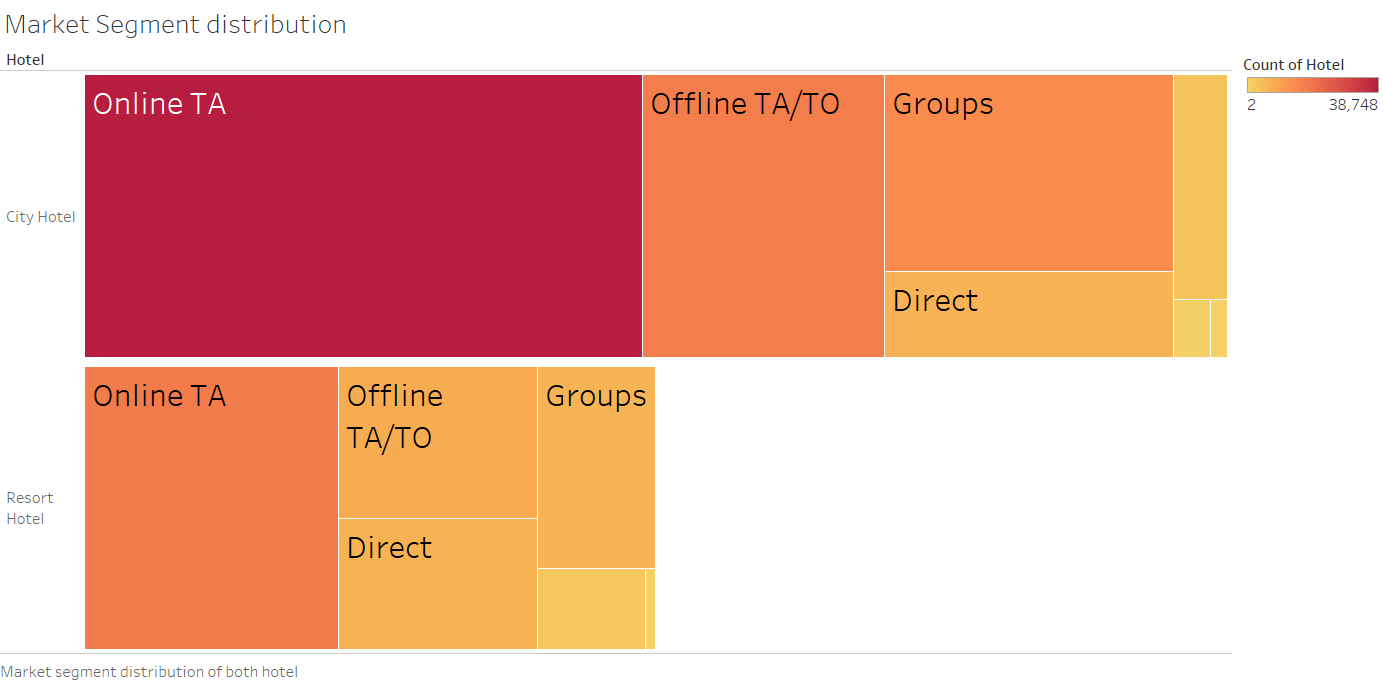 Market Segment distribution
Hotel
Count of Hotel
2 38,748
City Hotel
Online TA
Offline TA/TO
Groups
Direct
Resort
Hotel
Online TA
Offline
TA/TO
Direct
Groups
Market segment distribution of both hotel